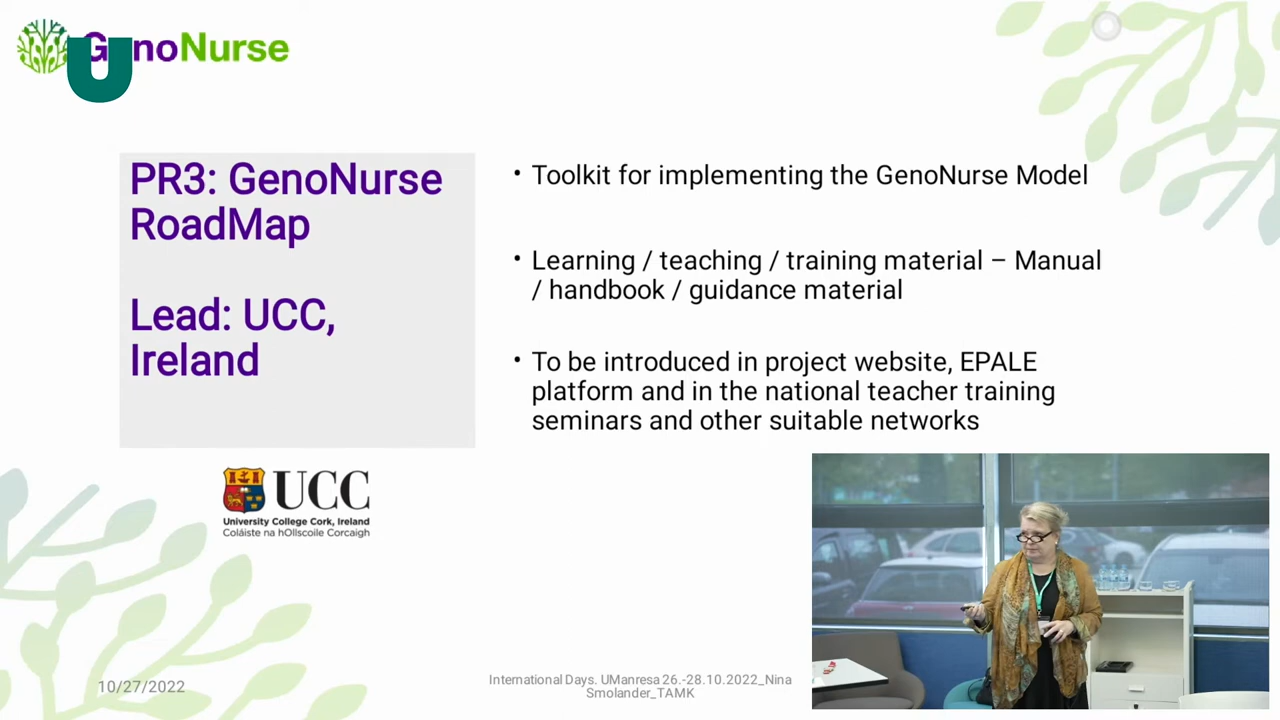 GenoNurse
U
PR3: GenoNurse
RoadMap
Lead: UCC,
Ireland
• Toolkit for implementing the GenoNurse Model
• Learning / teaching / training material – Manual
/ handbook / guidance material
• To be introduced in project website, EPALE
platform and in the national teacher training
seminars and other suitable networks
UCC
University College Cork, Ireland
Coláiste na hOllscoile Corcaigh
10/27/2022
International Days. UManresa 26.-28.10.2022_Nina
Smolander_TAMK